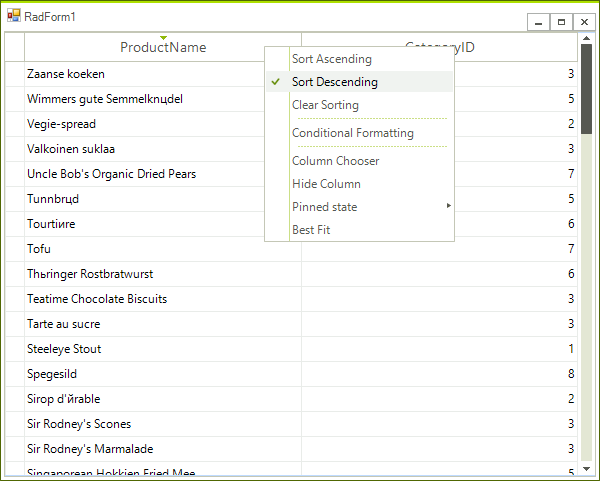 RadForm1
ProductName CategoryID
Zaanse koeken 3
Wimmers gute Semmelknцdel 5
Vegie-spread 2
Valkoinen suklaa 3
Uncle Bob's Organic Dried Pears 7
Tunnbrцd 5
Tourtiиre 6
Tofu 7
Thьringer Rostbratwurst 6
Teatime Chocolate Biscuits 3
Tarte au sucre 3
Steeleye Stout 1
Spegesild 8
Sirop d'йrable 2
Sir Rodney's Scones 3
Sir Rodney's Marmalade 3
Singaporean Hokkien Fried Mee 5
Sort Ascending
Sort Descending
Clear Sorting
Conditional Formatting
Column Chooser
Hide Column
Pinned state
Best Fit